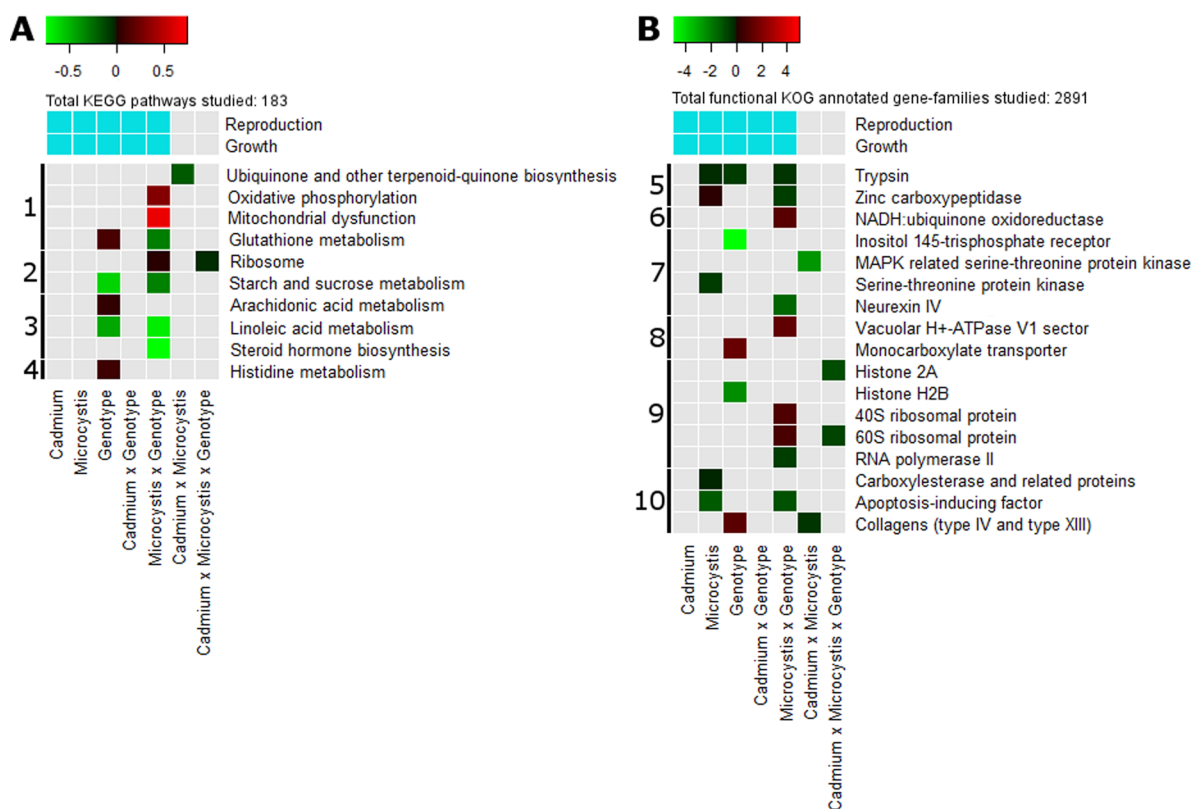 A
-0.5 0 0.5
Total KEGG pathways studied: 183
Reproduction
Growth
1
Ubiquinone and other terpenoid-quinone biosynthesis
Oxidative phosphorylation
Mitochondrial dysfunction
Glutathione metabolism
2
Ribosome
Starch and sucrose metabolism
3
Arachidonic acid metabolism
Linoleic acid metabolism
Steroid hormone biosynthesis
4
Histidine metabolism
Cadmium
Microcystis
Genotype
Cadmium x Genotype
Microcystis x Genotype
Cadmium x Microcystis
Cadmium x Microcystis x Genotype
B
-4 -2 0 2 4
Total functional KOG annotated gene-families studied: 2891
Reproduction
Growth
5
Trypsin
Zinc carboxypeptidase
6
NADH:ubiquinone oxidoreductase
7
Inositol 145-trisphosphate receptor
MAPK related serine-threonine protein kinase
Serine-threonine protein kinase
Neurexin IV
8
Vacuolar H+-ATPase V1 sector
Monocarboxylate transporter
9
Histone 2A
Histone H2B
40S ribosomal protein
60S ribosomal protein
RNA polymerase II
10
Carboxylesterase and related proteins
Apoptosis-inducing factor
Collagens (type IV and type XIII)
Cadmium
Microcystis
Genotype
Cadmium x Genotype
Microcystis x Genotype
Cadmium x Microcystis
Cadmium x Microcystis x Genotype